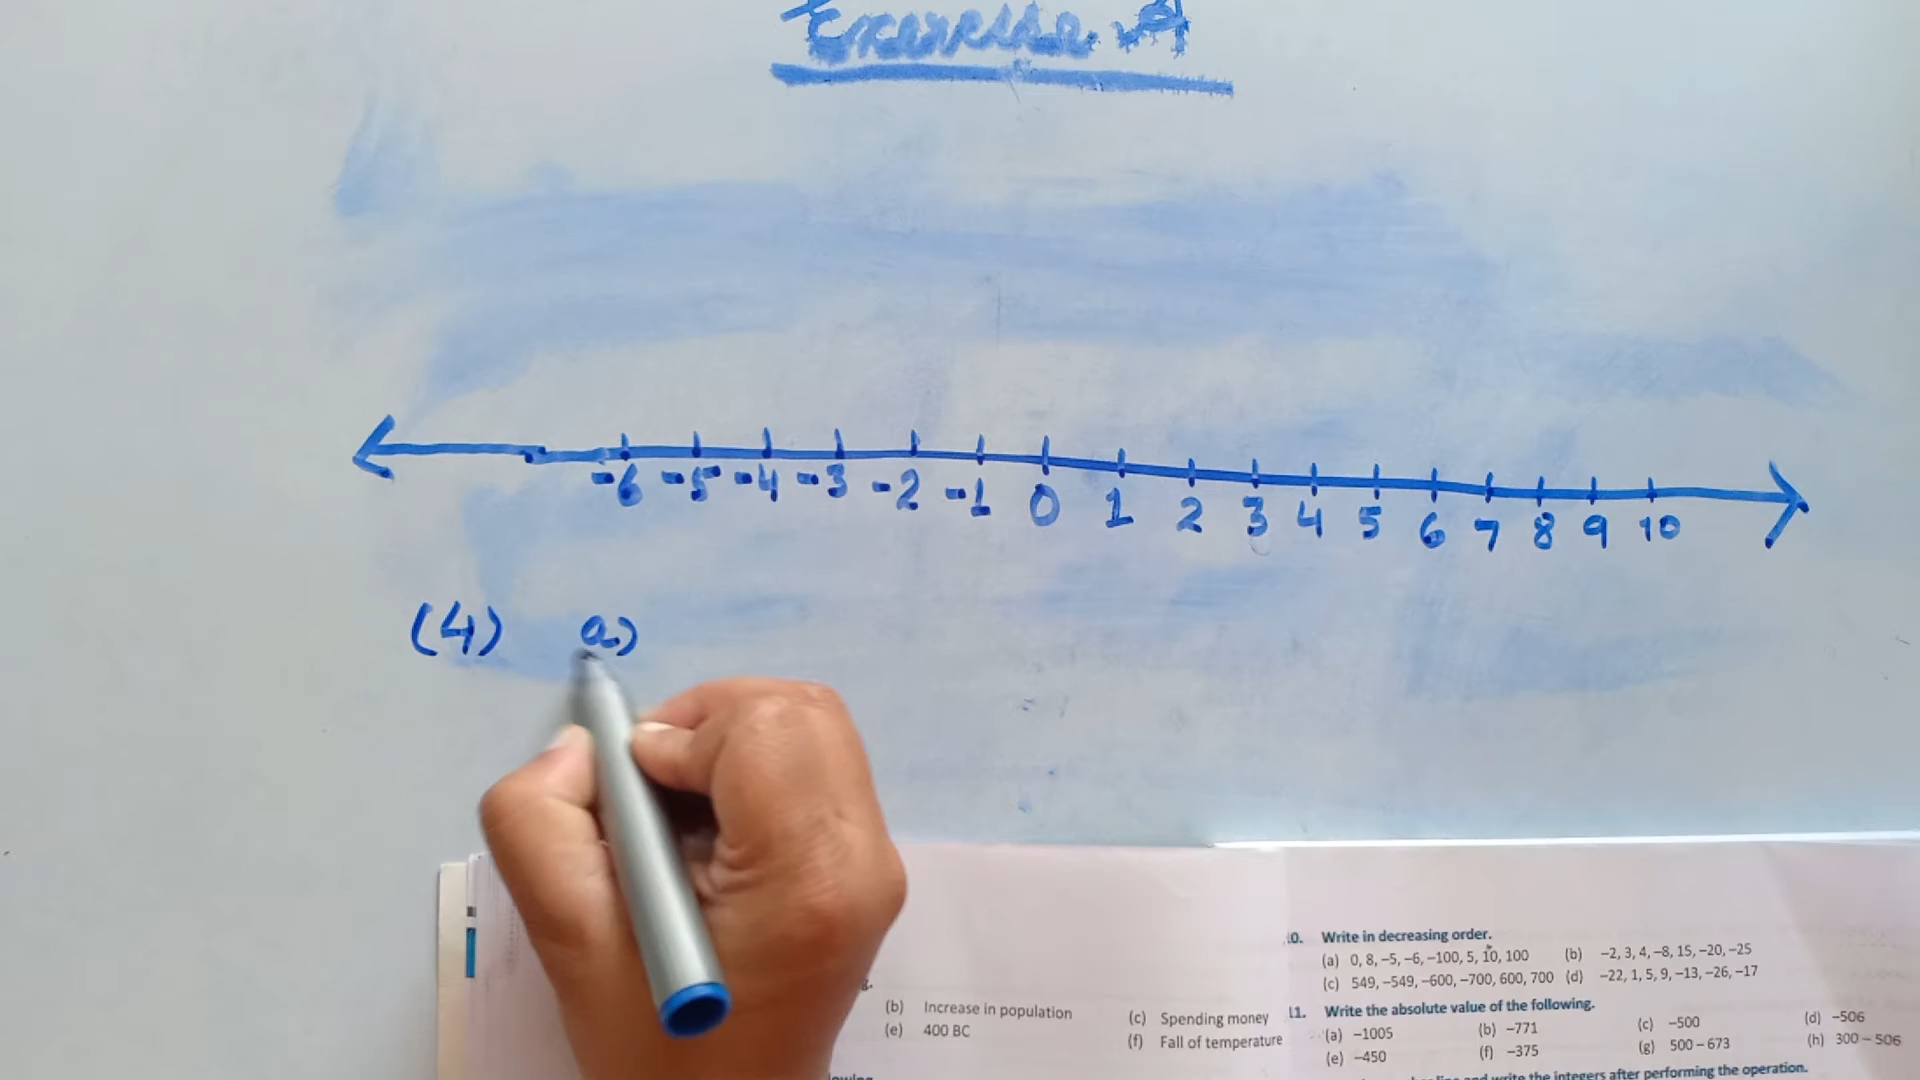 Exercise A
-6 -5 -4 -3 -2 -1 0 1 2 3 4 5 6 7 8 9 10
(4) a)
(b) Increase in population (c) Spending money
(e) 400 BC (f) Fall of temperature
10. Write in decreasing order.
(a) 0, 8, –5, –6, –100, 5, 10, 100 (b) –2, 3, 4, –8, 15, –20, –25
(c) 549, –549, –600, –700, 600, 700 (d) –22, 1, 5, 9, –13, –26, –17
11. Write the absolute value of the following.
(a) –1005 (b) –771 (c) –500 (d) –506
(e) –450 (f) –375 (g) 500 – 673 (h) 300 – 506
and write the integers after performing the operation.